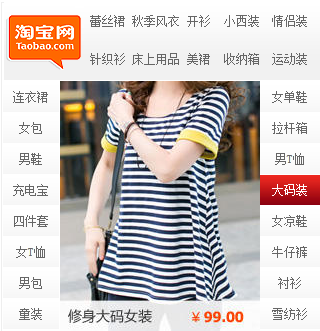 淘宝网
Taobao.com
蕾丝裙 秋季风衣 开衫 小西装 情侣装
针织衫 床上用品 美裙 收纳箱 运动装
连衣裙
女包
男鞋
充电宝
四件套
女T恤
男包
童装
女单鞋
拉杆箱
男T恤
大码装
女凉鞋
牛仔裤
衬衫
雪纺衫
修身大码女装 ¥ 99.00